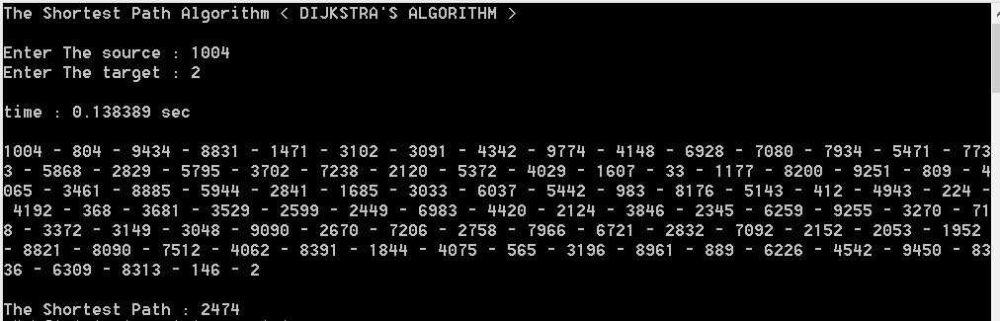 The Shortest Path Algorithm < DIJKSTRA'S ALGORITHM >
Enter The source : 1004
Enter The target : 2
time : 0.138389 sec
1004 - 804 - 9434 - 8831 - 1471 - 3102 - 3091 - 4342 - 9774 - 4148 - 6928 - 7080 - 7934 - 5471 - 773
3 - 5868 - 2829 - 5795 - 3702 - 7238 - 2120 - 5372 - 4029 - 1607 - 33 - 1177 - 8200 - 9251 - 809 - 4
065 - 3461 - 8885 - 5944 - 2841 - 1685 - 3033 - 6037 - 5442 - 983 - 8176 - 5143 - 412 - 4943 - 224 -
4192 - 368 - 3681 - 3529 - 2599 - 2449 - 6983 - 4420 - 2124 - 3846 - 2345 - 6259 - 9255 - 3270 - 71
8 - 3372 - 3149 - 3048 - 9090 - 2670 - 7206 - 2758 - 7966 - 6721 - 2832 - 7092 - 2152 - 2053 - 1952
- 8821 - 8090 - 7512 - 4062 - 8391 - 1844 - 4075 - 565 - 3196 - 8961 - 889 - 6226 - 4542 - 9450 - 83
36 - 6309 - 8313 - 146 - 2
The Shortest Path : 2474